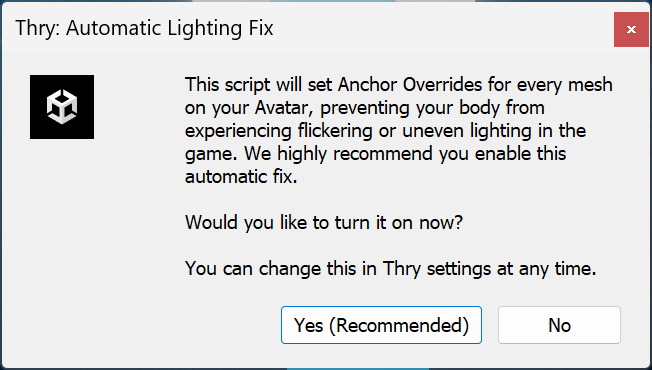 Thry: Automatic Lighting Fix
This script will set Anchor Overrides for every mesh
on your Avatar, preventing your body from
experiencing flickering or uneven lighting in the
game. We highly recommend you enable this
automatic fix.
Would you like to turn it on now?
You can change this in Thry settings at any time.
Yes (Recommended)
No